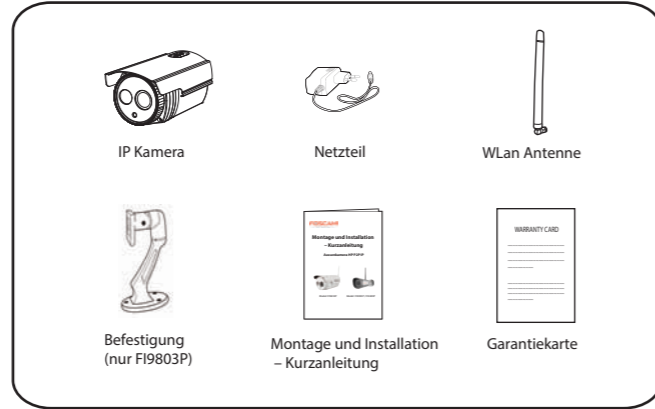 IP Kamera
Netzteil
WLan Antenne
FOSCAM
Montage und Installation
– Kurzanleitung
WARRANTY CARD
Befestigung
(nur FI9803P)
Montage und Installation
– Kurzanleitung
Garantiekarte